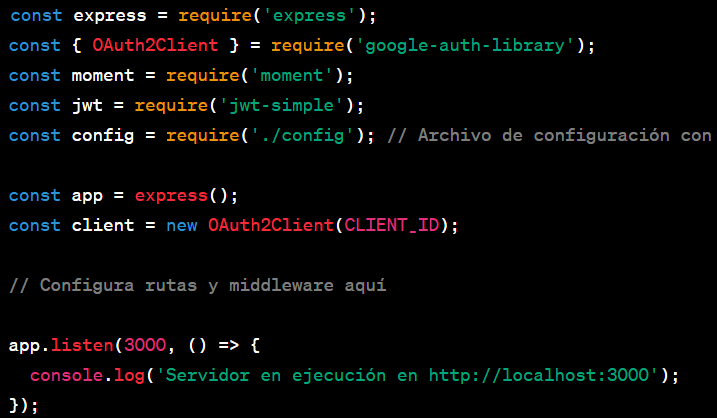 const express = require('express');
const { OAuth2Client } = require('google-auth-library');
const moment = require('moment');
const jwt = require('jwt-simple');
const config = require('./config'); // Archivo de configuración con
const app = express();
const client = new OAuth2Client(CLIENT_ID);
// Configura rutas y middleware aquí
app.listen(3000, () => {
  console.log('Servidor en ejecución en http://localhost:3000');
});